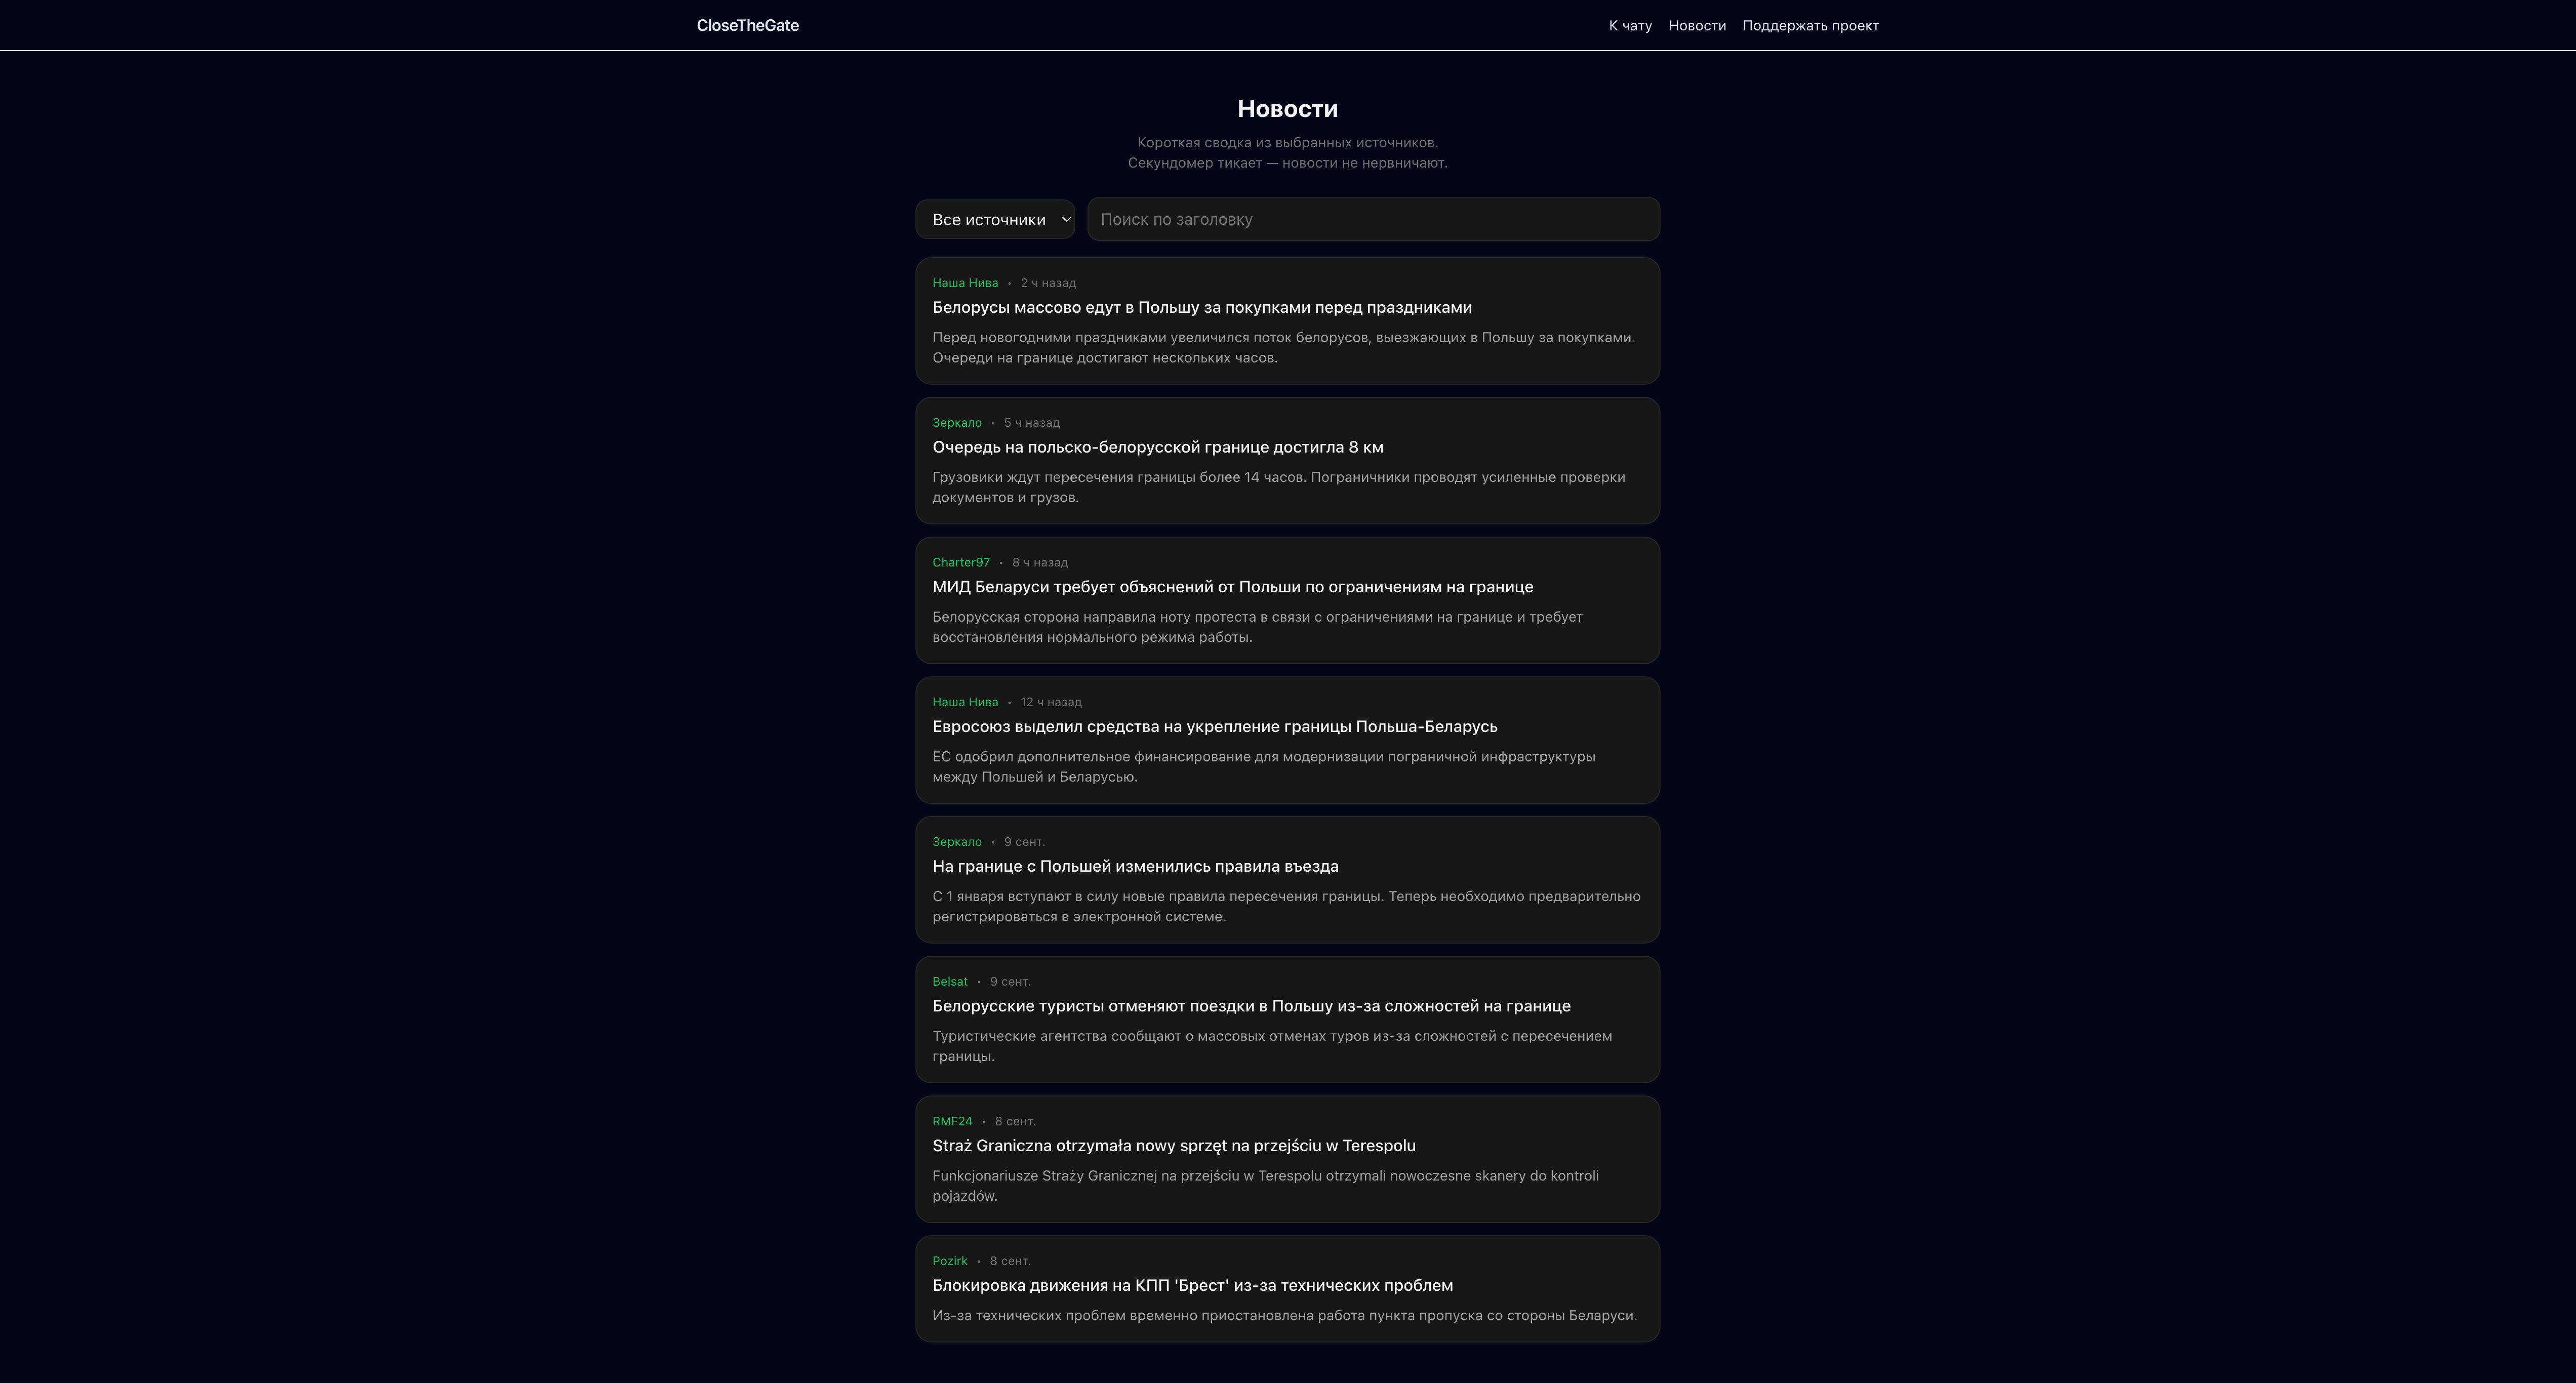 CloseTheGate
К чату Новости Поддержать проект
Новости
Короткая сводка из выбранных источников.
Секундомер тикает — новости не нервничают.
Все источники
Поиск по заголовку
Наша Нива • 2 ч назад
Белорусы массово едут в Польшу за покупками перед праздниками
Перед новогодними праздниками увеличился поток белорусов, выезжающих в Польшу за покупками.
Очереди на границе достигают нескольких часов.
Зеркало • 5 ч назад
Очередь на польско-белорусской границе достигла 8 км
Грузовики ждут пересечения границы более 14 часов. Пограничники проводят усиленные проверки
документов и грузов.
Charter97 • 8 ч назад
МИД Беларуси требует объяснений от Польши по ограничениям на границе
Белорусская сторона направила ноту протеста в связи с ограничениями на границе и требует
восстановления нормального режима работы.
Наша Нива • 12 ч назад
Евросоюз выделил средства на укрепление границы Польша-Беларусь
ЕС одобрил дополнительное финансирование для модернизации пограничной инфраструктуры
между Польшей и Беларусью.
Зеркало • 9 сент.
На границе с Польшей изменились правила въезда
С 1 января вступают в силу новые правила пересечения границы. Теперь необходимо предварительно
регистрироваться в электронной системе.
Belsat • 9 сент.
Белорусские туристы отменяют поездки в Польшу из-за сложностей на границе
Туристические агентства сообщают о массовых отменах туров из-за сложностей с пересечением
границы.
RMF24 • 8 сент.
Straż Graniczna otrzymała nowy sprzęt na przejściu w Terespolu
Funkcjonariusze Straży Granicznej na przejściu w Terespolu otrzymali nowoczesne skanery do kontroli
pojazdów.
Pozirk • 8 сент.
Блокировка движения на КПП 'Брест' из-за технических проблем
Из-за технических проблем временно приостановлена работа пункта пропуска со стороны Беларуси.